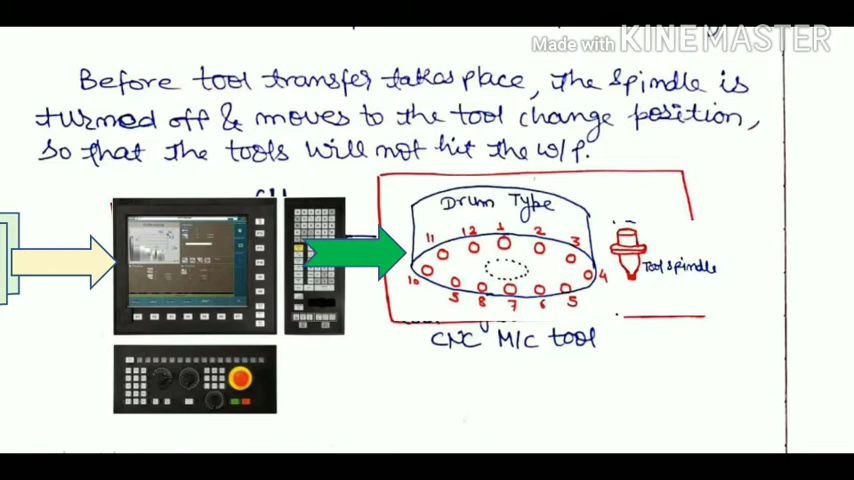 Made with KINEMASTER
Before tool transfer takes place, the spindle is
turned off & moves to the tool change position,
so that the tools will not hit the w/p.
Drum Type
1
12 2
11 3
10 4
9 8 7 6 5
Tool spindle
CNC M/C tool